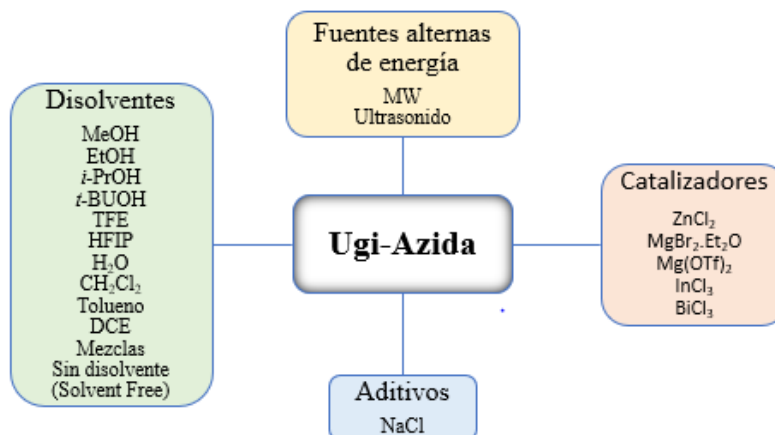 Fuentes alternas
de energía
MW
Ultrasonido
Disolventes
MeOH
EtOH
i-PrOH
t-BUOH
TFE
HFIP
H₂O
CH₂Cl₂
Tolueno
DCE
Mezclas
Sin disolvente
(Solvent Free)
Ugi-Azida
Catalizadores
ZnCl₂
MgBr₂.Et₂O
Mg(OTf)₂
InCl₃
BiCl₃
Aditivos
NaCl